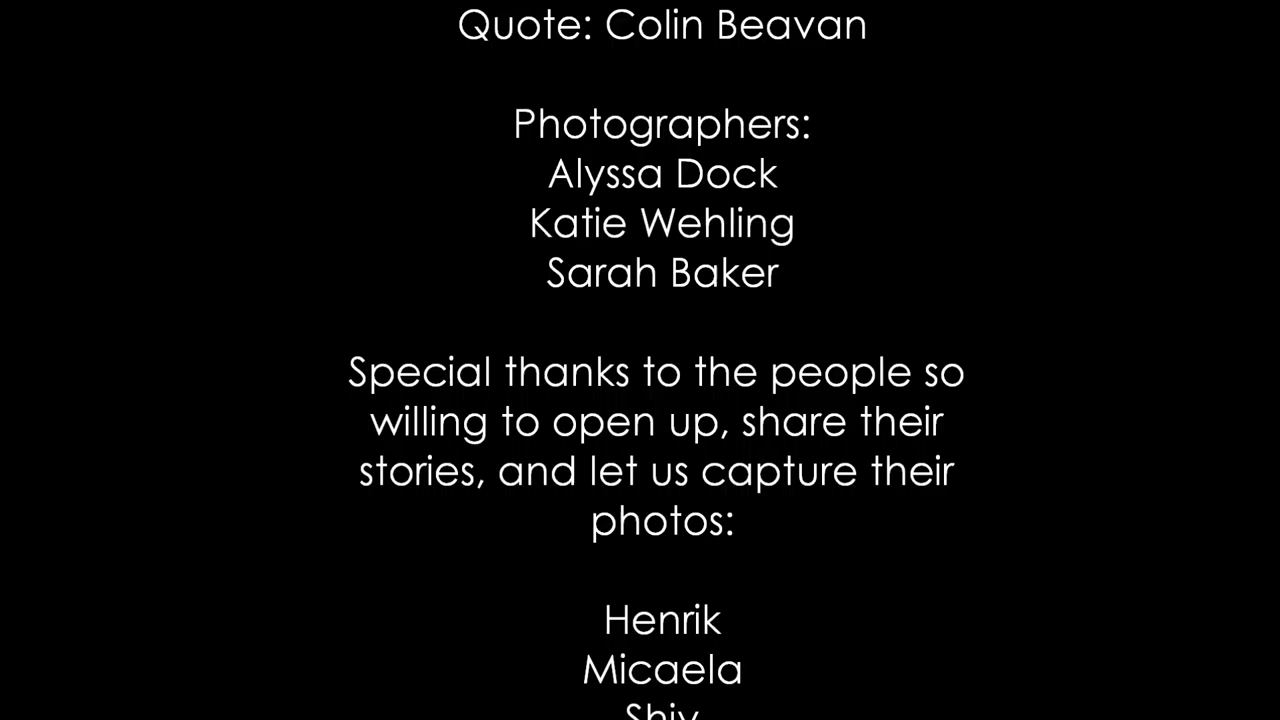 Quote: Colin Beavan
Photographers:
Alyssa Dock
Katie Wehling
Sarah Baker
Special thanks to the people so
willing to open up, share their
stories, and let us capture their
photos:
Henrik
Micaela